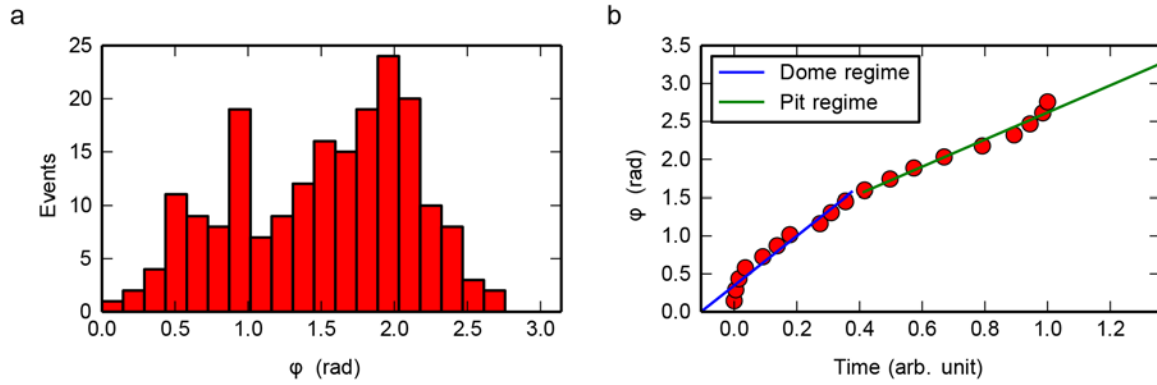 a
25
20
15
10
5
0
Events
0.0 0.5 1.0 1.5 2.0 2.5 3.0
φ (rad)
b
3.5
3.0
2.5
2.0
1.5
1.0
0.5
0.0
φ (rad)
Dome regime
Pit regime
0.0 0.2 0.4 0.6 0.8 1.0 1.2
Time (arb. unit)